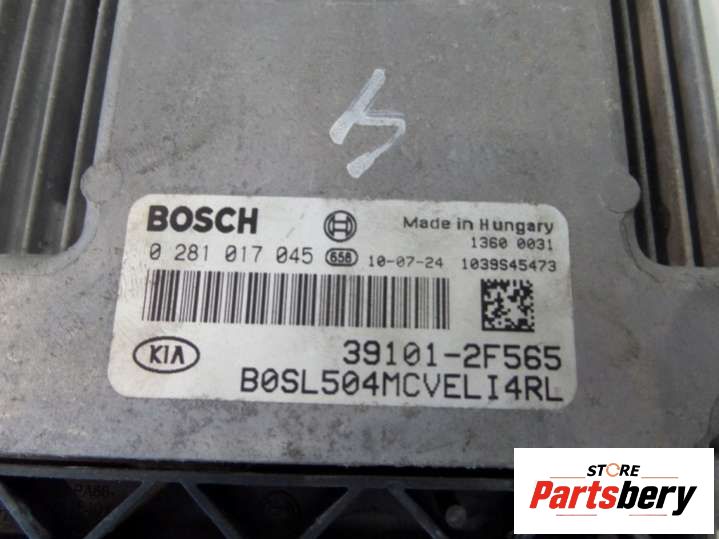 4
BOSCH
Made in Hungary
1360 0031
0 281 017 045 658 10-07-24 1039S45473
KIA
39101-2F565
B0SL504MCVELI4RL
STORE
Partsbery